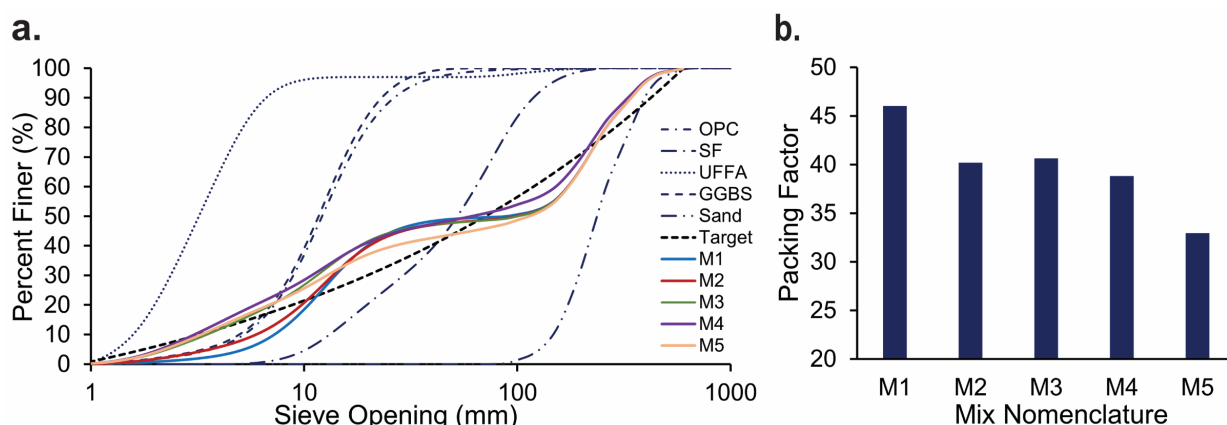 a.
Percent Finer (%)
100
90
80
70
60
50
40
30
20
10
0
1
10
100
1000
Sieve Opening (mm)
OPC
SF
UFFA
GGBS
Sand
Target
M1
M2
M3
M4
M5
b.
Packing Factor
50
45
40
35
30
25
20
M1
M2
M3
M4
M5
Mix Nomenclature